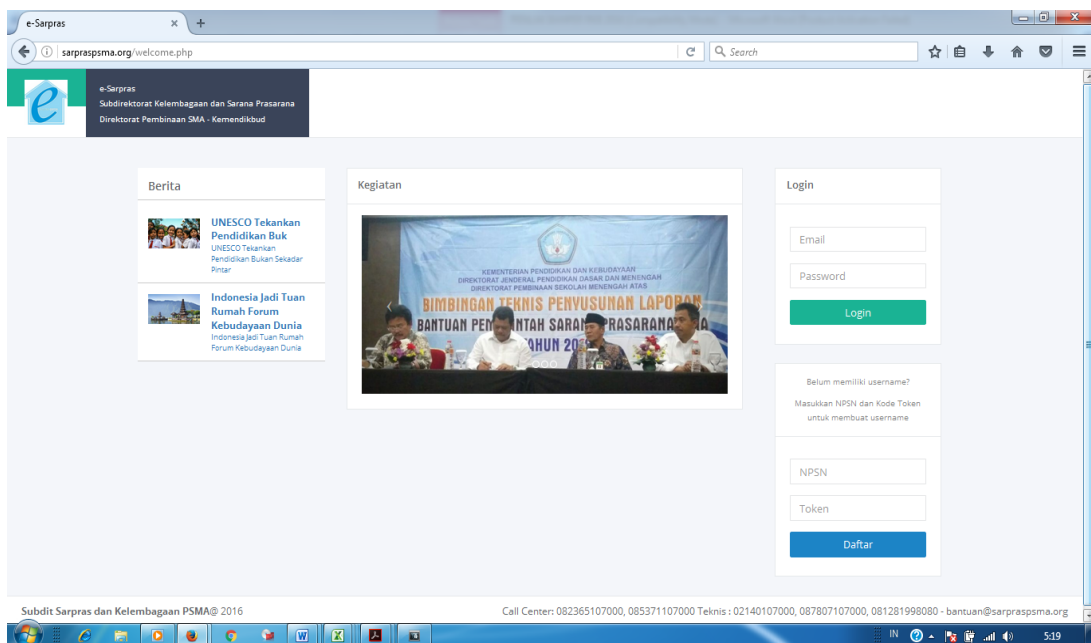 e-Sarpras
sarpraspsma.org/welcome.php
Search
e-Sarpras
Subdirektorat Kelembagaan dan Sarana Prasarana
Direktorat Pembinaan SMA - Kemendikbud
Berita
UNESCO Tekankan
Pendidikan Buk
UNESCO Tekankan
Pendidikan Bukan Sekadar
Pintar
Indonesia Jadi Tuan
Rumah Forum
Kebudayaan Dunia
Indonesia Jadi Tuan Rumah
Forum Kebudayaan Dunia
Kegiatan
KEMENTERIAN PENDIDIKAN DAN KEBUDAYAAN
DIREKTORAT JENDERAL PENDIDIKAN DASAR DAN MENENGAH
DIREKTORAT PEMBINAAN SEKOLAH MENENGAH ATAS
BIMBINGAN TEKNIS PENYUSUNAN LAPORAN
BANTUAN
Login
Email
Password
Login
Belum memiliki username?
Masukkan NPSN dan Kode Token
untuk membuat username
NPSN
Token
Daftar
Subdit Sarpras dan Kelembagaan PSMA@ 2016
Call Center: 082365107000, 085371107000 Teknis : 02140107000, 087807107000, 081281998080 - bantuan@sarpraspsma.org
IN
5:19